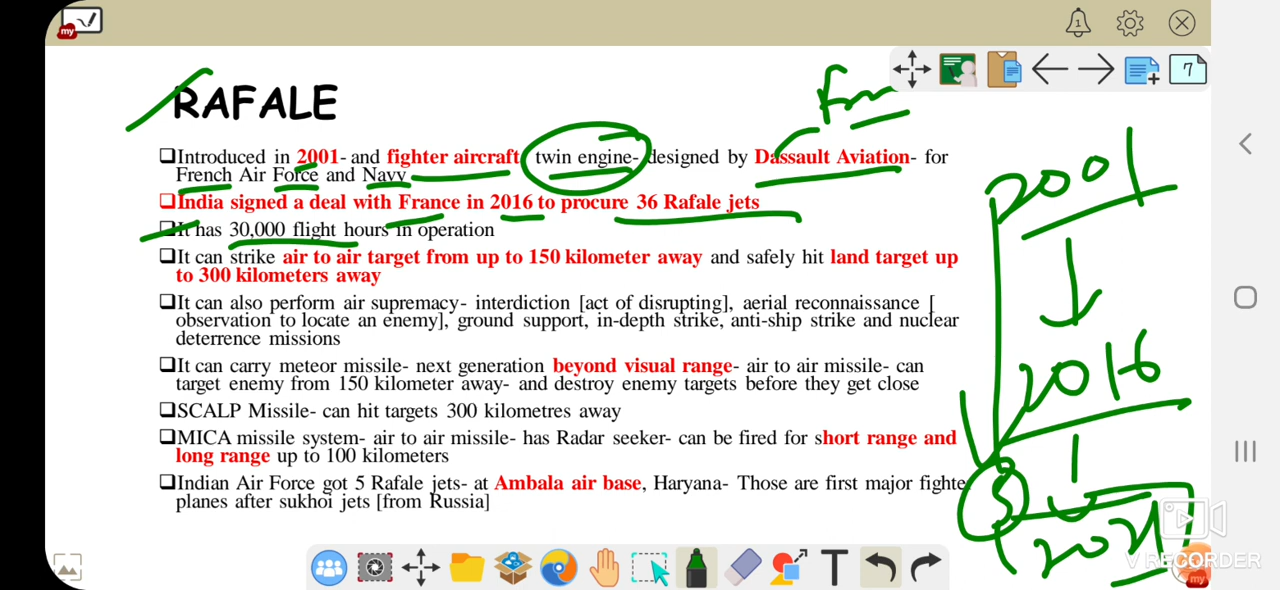 my
1
7
RAFALE
Introduced in 2001- and fighter aircraft twin engine- designed by Dassault Aviation- for
French Air Force and Navy
India signed a deal with France in 2016 to procure 36 Rafale jets
It has 30,000 flight hours in operation
It can strike air to air target from up to 150 kilometer away and safely hit land target up
to 300 kilometers away
It can also perform air supremacy- interdiction [act of disrupting], aerial reconnaissance [
observation to locate an enemy], ground support, in-depth strike, anti-ship strike and nuclear
deterrence missions
It can carry meteor missile- next generation beyond visual range- air to air missile- can
target enemy from 150 kilometer away- and destroy enemy targets before they get close
SCALP Missile- can hit targets 300 kilometres away
MICA missile system- air to air missile- has Radar seeker- can be fired for short range and
long range up to 100 kilometers
Indian Air Force got 5 Rafale jets- at Ambala air base, Haryana- Those are first major fighte
planes after sukhoi jets [from Russia]
2001
2016
5
2021
T
V RECORDER
my